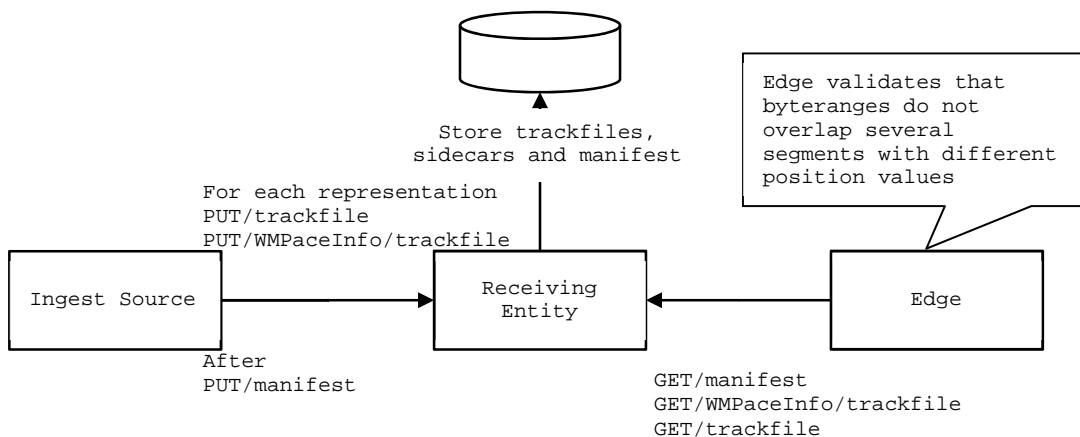 Edge validates that
byteranges do not
overlap several
segments with different
position values
Store trackfiles,
sidecars and manifest
For each representation
PUT/trackfile
PUT/WMPaceInfo/trackfile
Ingest Source
Receiving
Entity
Edge
After
PUT/manifest
GET/manifest
GET/WMPaceInfo/trackfile
GET/trackfile